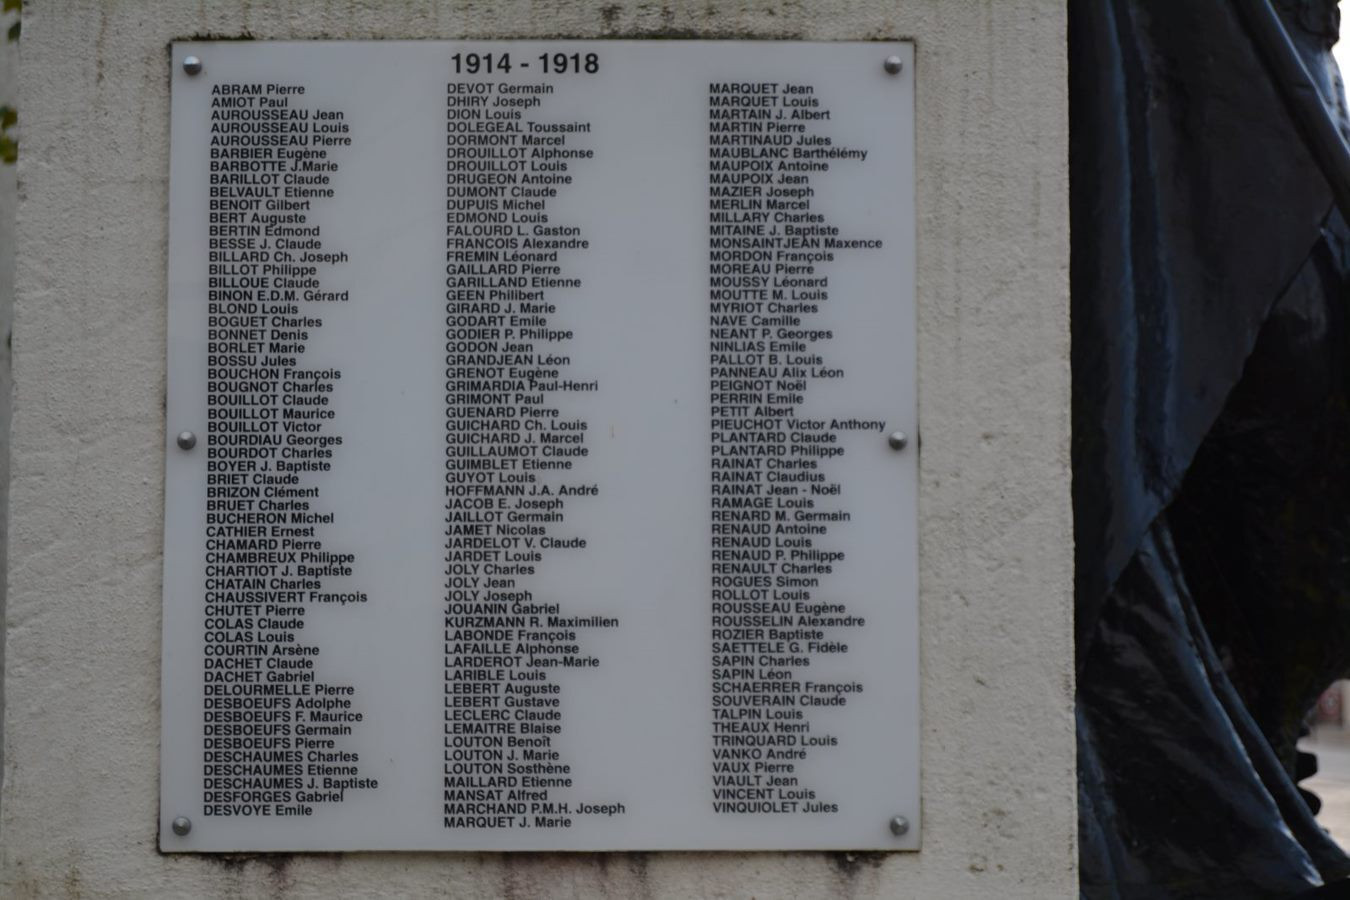 1914 - 1918
ABRAM Pierre
AMIOT Paul
AUROUSSEAU Jean
AUROUSSEAU Louis
AUROUSSEAU Pierre
BARBIER Eugène
BARBOTTE J.Marie
BARILLOT Claude
BELVAULT Etienne
BENOIT Gilbert
BERT Auguste
BERTIN Edmond
BESSE J. Claude
BILLARD Ch. Joseph
BILLOT Philippe
BILLOUE Claude
BINON E.D.M. Gérard
BLOND Louis
BOGUET Charles
BONNET Denis
BORLET Marie
BOSSU Jules
BOUCHON François
BOUGNOT Charles
BOUILLOT Claude
BOUILLOT Maurice
BOUILLOT Victor
BOURDIAU Georges
BOURDOT Charles
BOYER J. Baptiste
BRIET Claude
BRIZON Clément
BRUET Charles
BUCHERON Michel
CATHIER Ernest
CHAMARD Pierre
CHAMBREUX Philippe
CHARTIOT J. Baptiste
CHATAIN Charles
CHAUSSIVERT François
CHUTET Pierre
COLAS Claude
COLAS Louis
COURTIN Arsène
DACHET Claude
DACHET Gabriel
DELOURMELLE Pierre
DESBOEUFS Adolphe
DESBOEUFS F. Maurice
DESBOEUFS Germain
DESBOEUFS Pierre
DESCHAUMES Charles
DESCHAUMES Etienne
DESCHAUMES J. Baptiste
DESFORGES Gabriel
DESVOYE Emile
DEVOT Germain
DHIRY Joseph
DION Louis
DOLEGEAL Toussaint
DORMONT Marcel
DROUILLOT Alphonse
DROUILLOT Louis
DRUGEON Antoine
DUMONT Claude
DUPUIS Michel
EDMOND Louis
FALOURD L. Gaston
FRANCOIS Alexandre
FREMIN Léonard
GAILLARD Pierre
GARILLAND Etienne
GEEN Philibert
GIRARD J. Marie
GODART Emile
GODIER P. Philippe
GODON Jean
GRANDJEAN Léon
GRENOT Eugène
GRIMARDIA Paul-Henri
GRIMONT Paul
GUENARD Pierre
GUICHARD Ch. Louis
GUICHARD J. Marcel
GUILLAUMOT Claude
GUIMBLET Etienne
GUYOT Louis
HOFFMANN J.A. André
JACOB E. Joseph
JAILLOT Germain
JAMET Nicolas
JARDELOT V. Claude
JARDET Louis
JOLY Charles
JOLY Jean
JOLY Joseph
JOUANIN Gabriel
KURZMANN R. Maximilien
LABONDE François
LAFAILLE Alphonse
LARDEROT Jean-Marie
LARIBLE Louis
LEBERT Auguste
LEBERT Gustave
LECLERC Claude
LEMAITRE Blaise
LOUTON Benoît
LOUTON J. Marie
LOUTON Sosthène
MAILLARD Etienne
MANSAT Alfred
MARCHAND P.M.H. Joseph
MARQUET J. Marie
MARQUET Jean
MARQUET Louis
MARTAIN J. Albert
MARTIN Pierre
MARTINAUD Jules
MAUBLANC Barthélémy
MAUPOIX Antoine
MAUPOIX Jean
MAZIER Joseph
MERLIN Marcel
MILLARY Charles
MITAINE J. Baptiste
MONSAINTJEAN Maxence
MORDON François
MOREAU Pierre
MOUSSY Léonard
MOUTTE M. Louis
MYRIOT Charles
NAVE Camille
NEANT P. Georges
NINLIAS Emile
PALLOT B. Louis
PANNEAU Alix Léon
PEIGNOT Noël
PERRIN Emile
PETIT Albert
PIEUCHOT Victor Anthony
PLANTARD Claude
PLANTARD Philippe
RAINAT Charles
RAINAT Claudius
RAINAT Jean - Noël
RAMAGE Louis
RENARD M. Germain
RENAUD Antoine
RENAUD Louis
RENAUD P. Philippe
RENAULT Charles
ROGUES Simon
ROLLOT Louis
ROUSSEAU Eugène
ROUSSELIN Alexandre
ROZIER Baptiste
SAETTELE G. Fidèle
SAPIN Charles
SAPIN Léon
SCHAERRER François
SOUVERAIN Claude
TALPIN Louis
THEAUX Henri
TRINQUARD Louis
VANKO André
VAUX Pierre
VIAULT Jean
VINCENT Louis
VINQUIOLET Jules